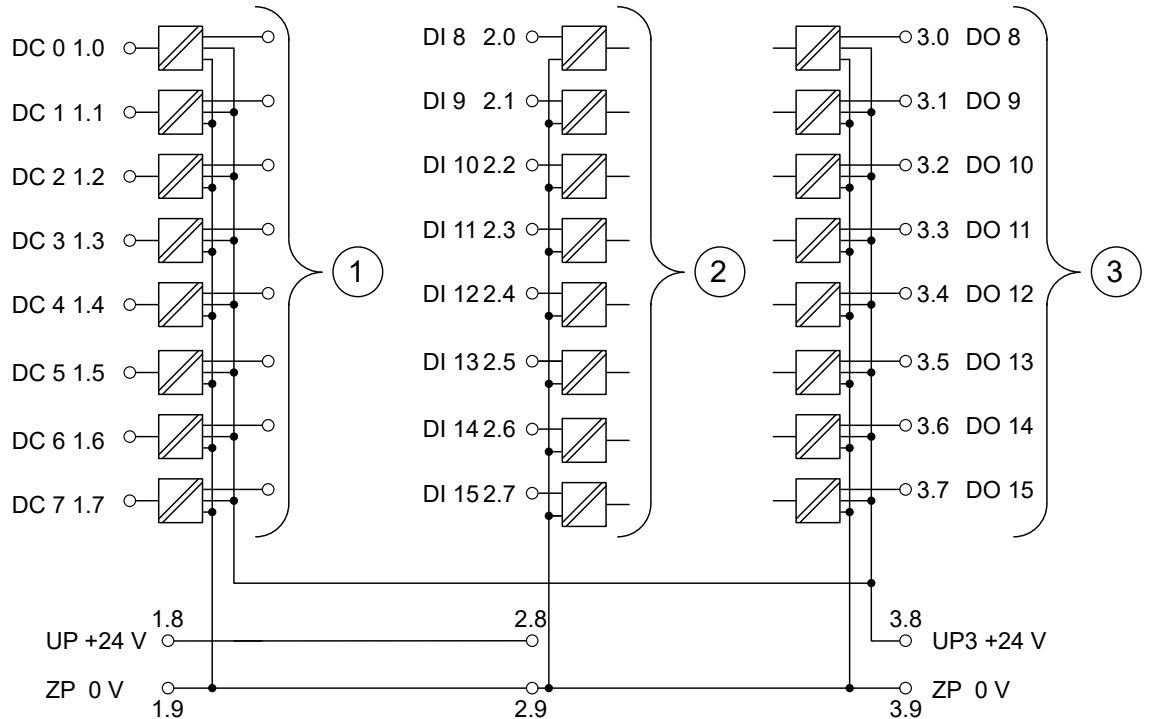 DC 0 1.0
DC 1 1.1
DC 2 1.2
DC 3 1.3
DC 4 1.4
DC 5 1.5
DC 6 1.6
DC 7 1.7
1
DI 8 2.0
DI 9 2.1
DI 10 2.2
DI 11 2.3
DI 12 2.4
DI 13 2.5
DI 14 2.6
DI 15 2.7
2
3.0 DO 8
3.1 DO 9
3.2 DO 10
3.3 DO 11
3.4 DO 12
3.5 DO 13
3.6 DO 14
3.7 DO 15
3
1.8 2.8 3.8
UP +24 V UP3 +24 V
ZP 0 V ZP 0 V
1.9 2.9 3.9